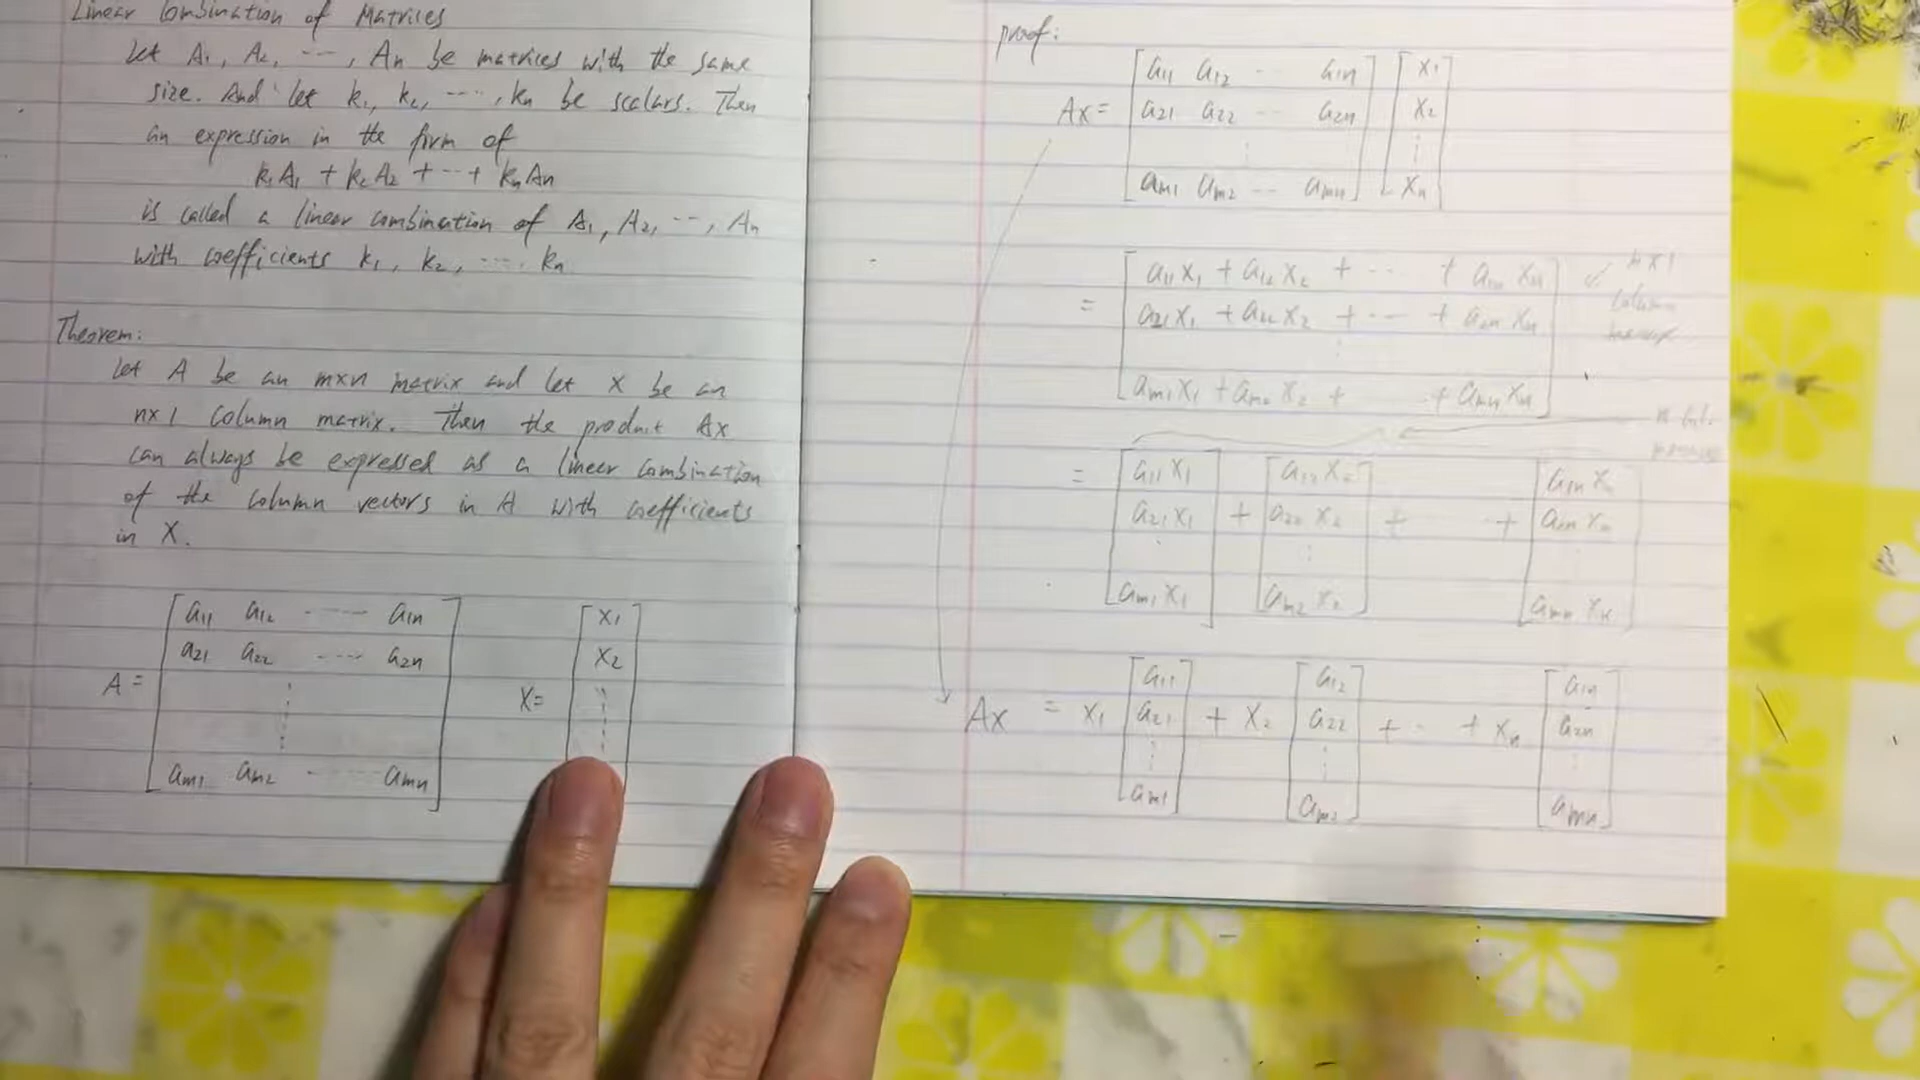 Linear Combination of Matrices
Let A₁, A₂, ---, An be matrices with the same
size. And let k₁, k₂, ----, kn be scalars. Then
an expression in the form of
k₁A₁ + k₂A₂ + --- + knAn
is called a linear combination of A₁, A₂, ---, An
with coefficients k₁, k₂, ---- kn
Theorem:
Let A be an m×n matrix and let X be an
n×1 column matrix. Then the product AX
can always be expressed as a linear combination
of the column vectors in A with coefficients
in X.
A = [ a₁₁ a₁₂ ----- a₁n
a₂₁ a₂₂ ---- a₂n
⋮
am₁ am₂ - amn ]
X = [ x₁
x₂
⋮
proof:
Ax = [ a₁₁ a₁₂ -- a₁n ] [ x₁
a₂₁ a₂₂ -- a₂n x₂
⋮ ⋮
am₁ am₂ -- amn ] xn ]
= [ a₁₁x₁ + a₁₂x₂ + --- + a₁nxn
a₂₁x₁ + a₂₂x₂ + --- + a₂nxn
⋮
am₁x₁ + am₂x₂ + + amnxn ]
✓
×1
column
= [ a₁₁x₁ a₁₂x₂ a₁nxn
a₂₁x₁ + a₂₂x₂ + + a₂nxn
⋮ ⋮ ⋮
am₁x₁ ] am₂x₂ ] amnxn ]
Ax = x₁ [ a₁₁ a₂₁ ⋮ am₁ ] + x₂ [ a₁₂ a₂₂ ⋮ am₂ ] + -- + xn [ a₁n a₂n ⋮ amn ]